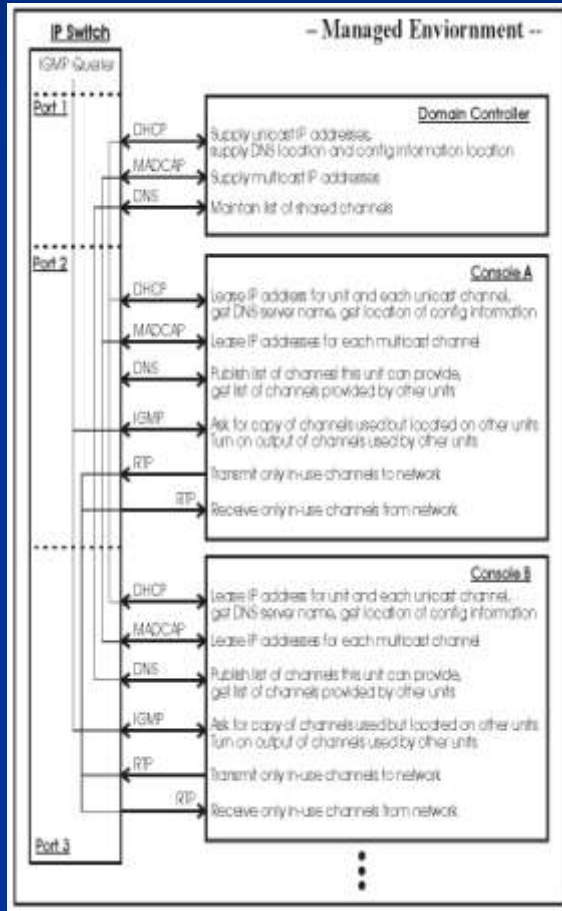 IP Switch
– Managed Enviornment --
IGMP Querier
Port 1
Domain Controller
DHCP
Supply unicast IP addresses,
supply DNS location and config information location
MADCAP
Supply multicast IP addresses
DNS
Maintain list of shared channels
Port 2
Console A
DHCP
Lease IP address for unit and each unicast channel,
get DNS server name, get location of config information
MADCAP
Lease IP addresses for each multicast channel
DNS
Publish list of channels this unit can provide,
get list of channels provided by other units
IGMP
Ask for copy of channels used but located on other units
Turn on output of channels used by other units
RTP
Transmit only in-use channels to network
RTP
Receive only in-use channels from network
Console B
DHCP
Lease IP address for unit and each unicast channel,
get DNS server name, get location of config information
MADCAP
Lease IP addresses for each multicast channel
DNS
Publish list of channels this unit can provide,
get list of channels provided by other units
IGMP
Ask for copy of channels used but located on other units
Turn on output of channels used by other units
RTP
Transmit only in-use channels to network
RTP
Receive only in-use channels from network
Port 3